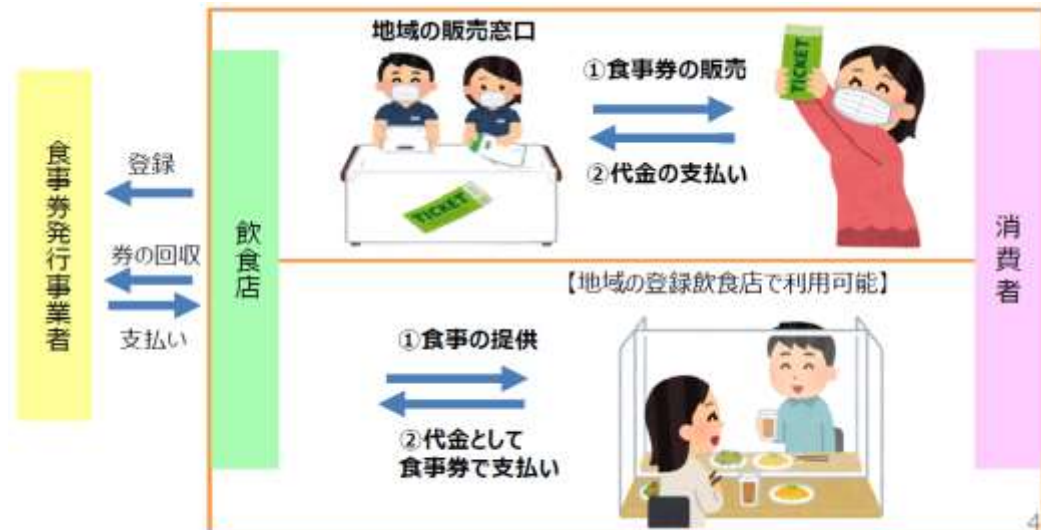 地域の販売窓口
①食事券の販売
②代金の支払い
TICKET
TICKET
食事券発行事業者
登録
券の回収
支払い
飲食店
消費者
【地域の登録飲食店で利用可能】
①食事の提供
②代金として
食事券で支払い
4